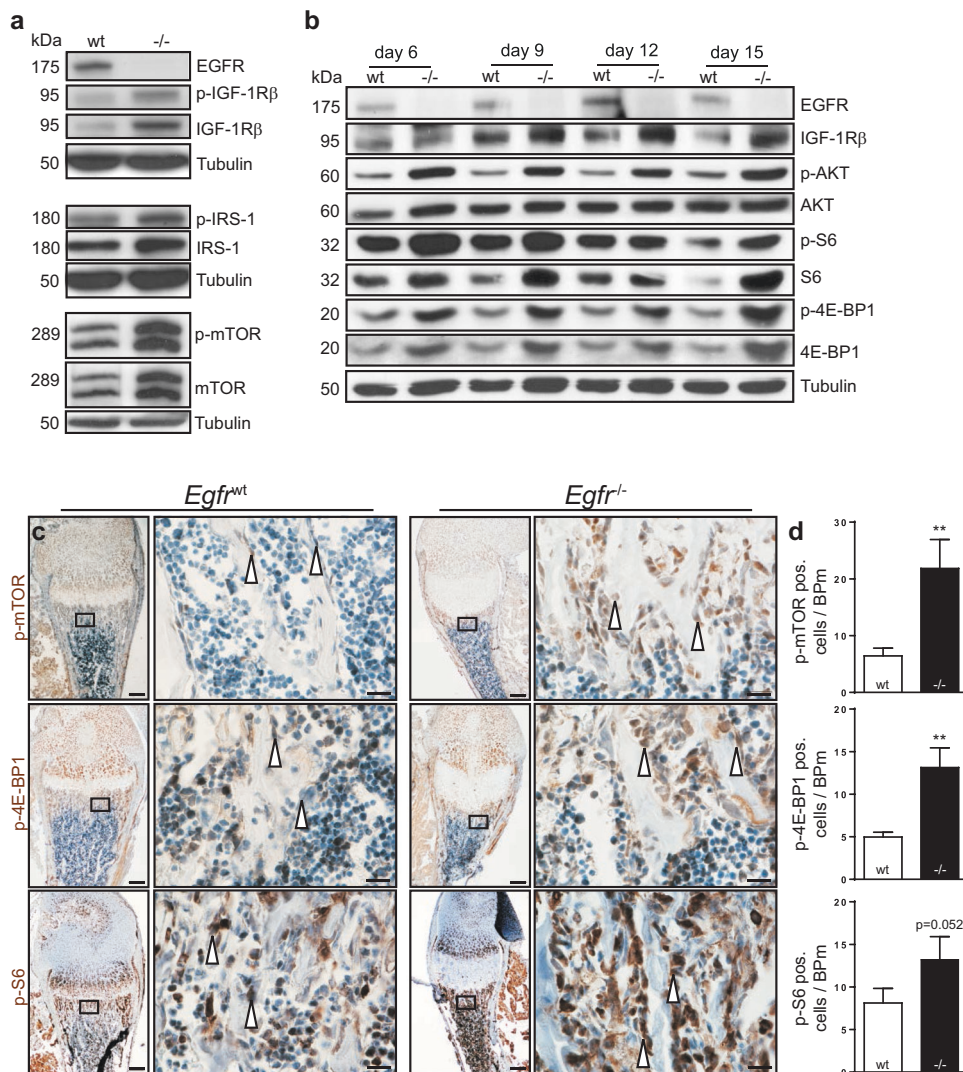 a
kDa wt -/-
175 EGFR
95 p-IGF-1Rβ
95 IGF-1Rβ
50 Tubulin
180 p-IRS-1
180 IRS-1
50 Tubulin
289 p-mTOR
289 mTOR
50 Tubulin
b
day 6 day 9 day 12 day 15
kDa wt -/- wt -/- wt -/- wt -/-
175 EGFR
95 IGF-1Rβ
60 p-AKT
60 AKT
32 p-S6
32 S6
20 p-4E-BP1
20 4E-BP1
50 Tubulin
Egfrwt Egfr-/-
c
p-mTOR
p-4E-BP1
p-S6
d
p-mTOR pos.
cells / BPm
30
20
10
0
**
wt -/-
p-4E-BP1 pos.
cells / BPm
20
15
10
5
0
**
wt -/-
p-S6 pos.
cells / BPm
20
15
10
5
0
p=0.052
wt -/-